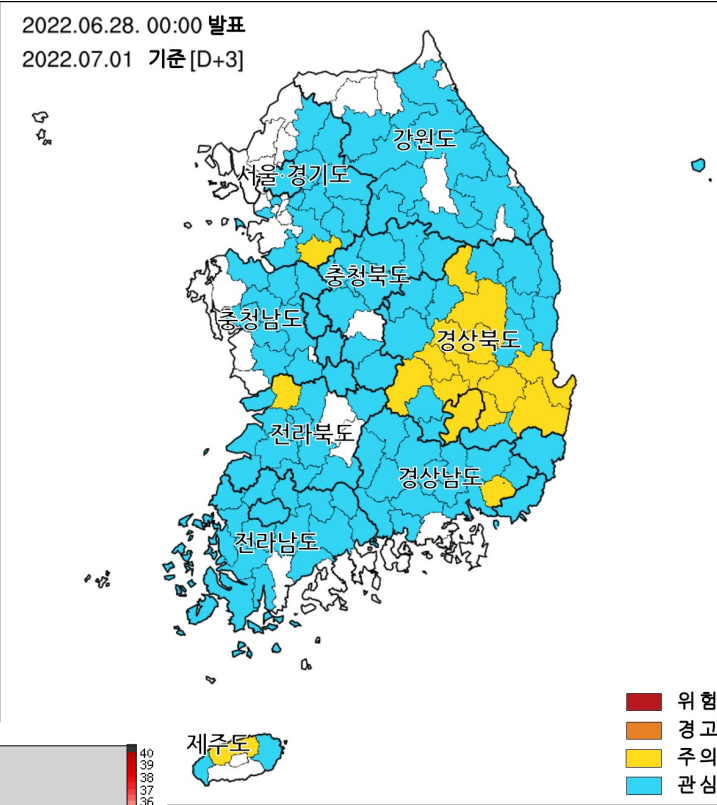 2022.06.28. 00:00 발표
2022.07.01 기준 [D+3]
강원도
서울·경기도
충청북도
충청남도
경상북도
전라북도
경상남도
전라남도
제주도
위험
경고
주의
관심
40
39
38
37
36